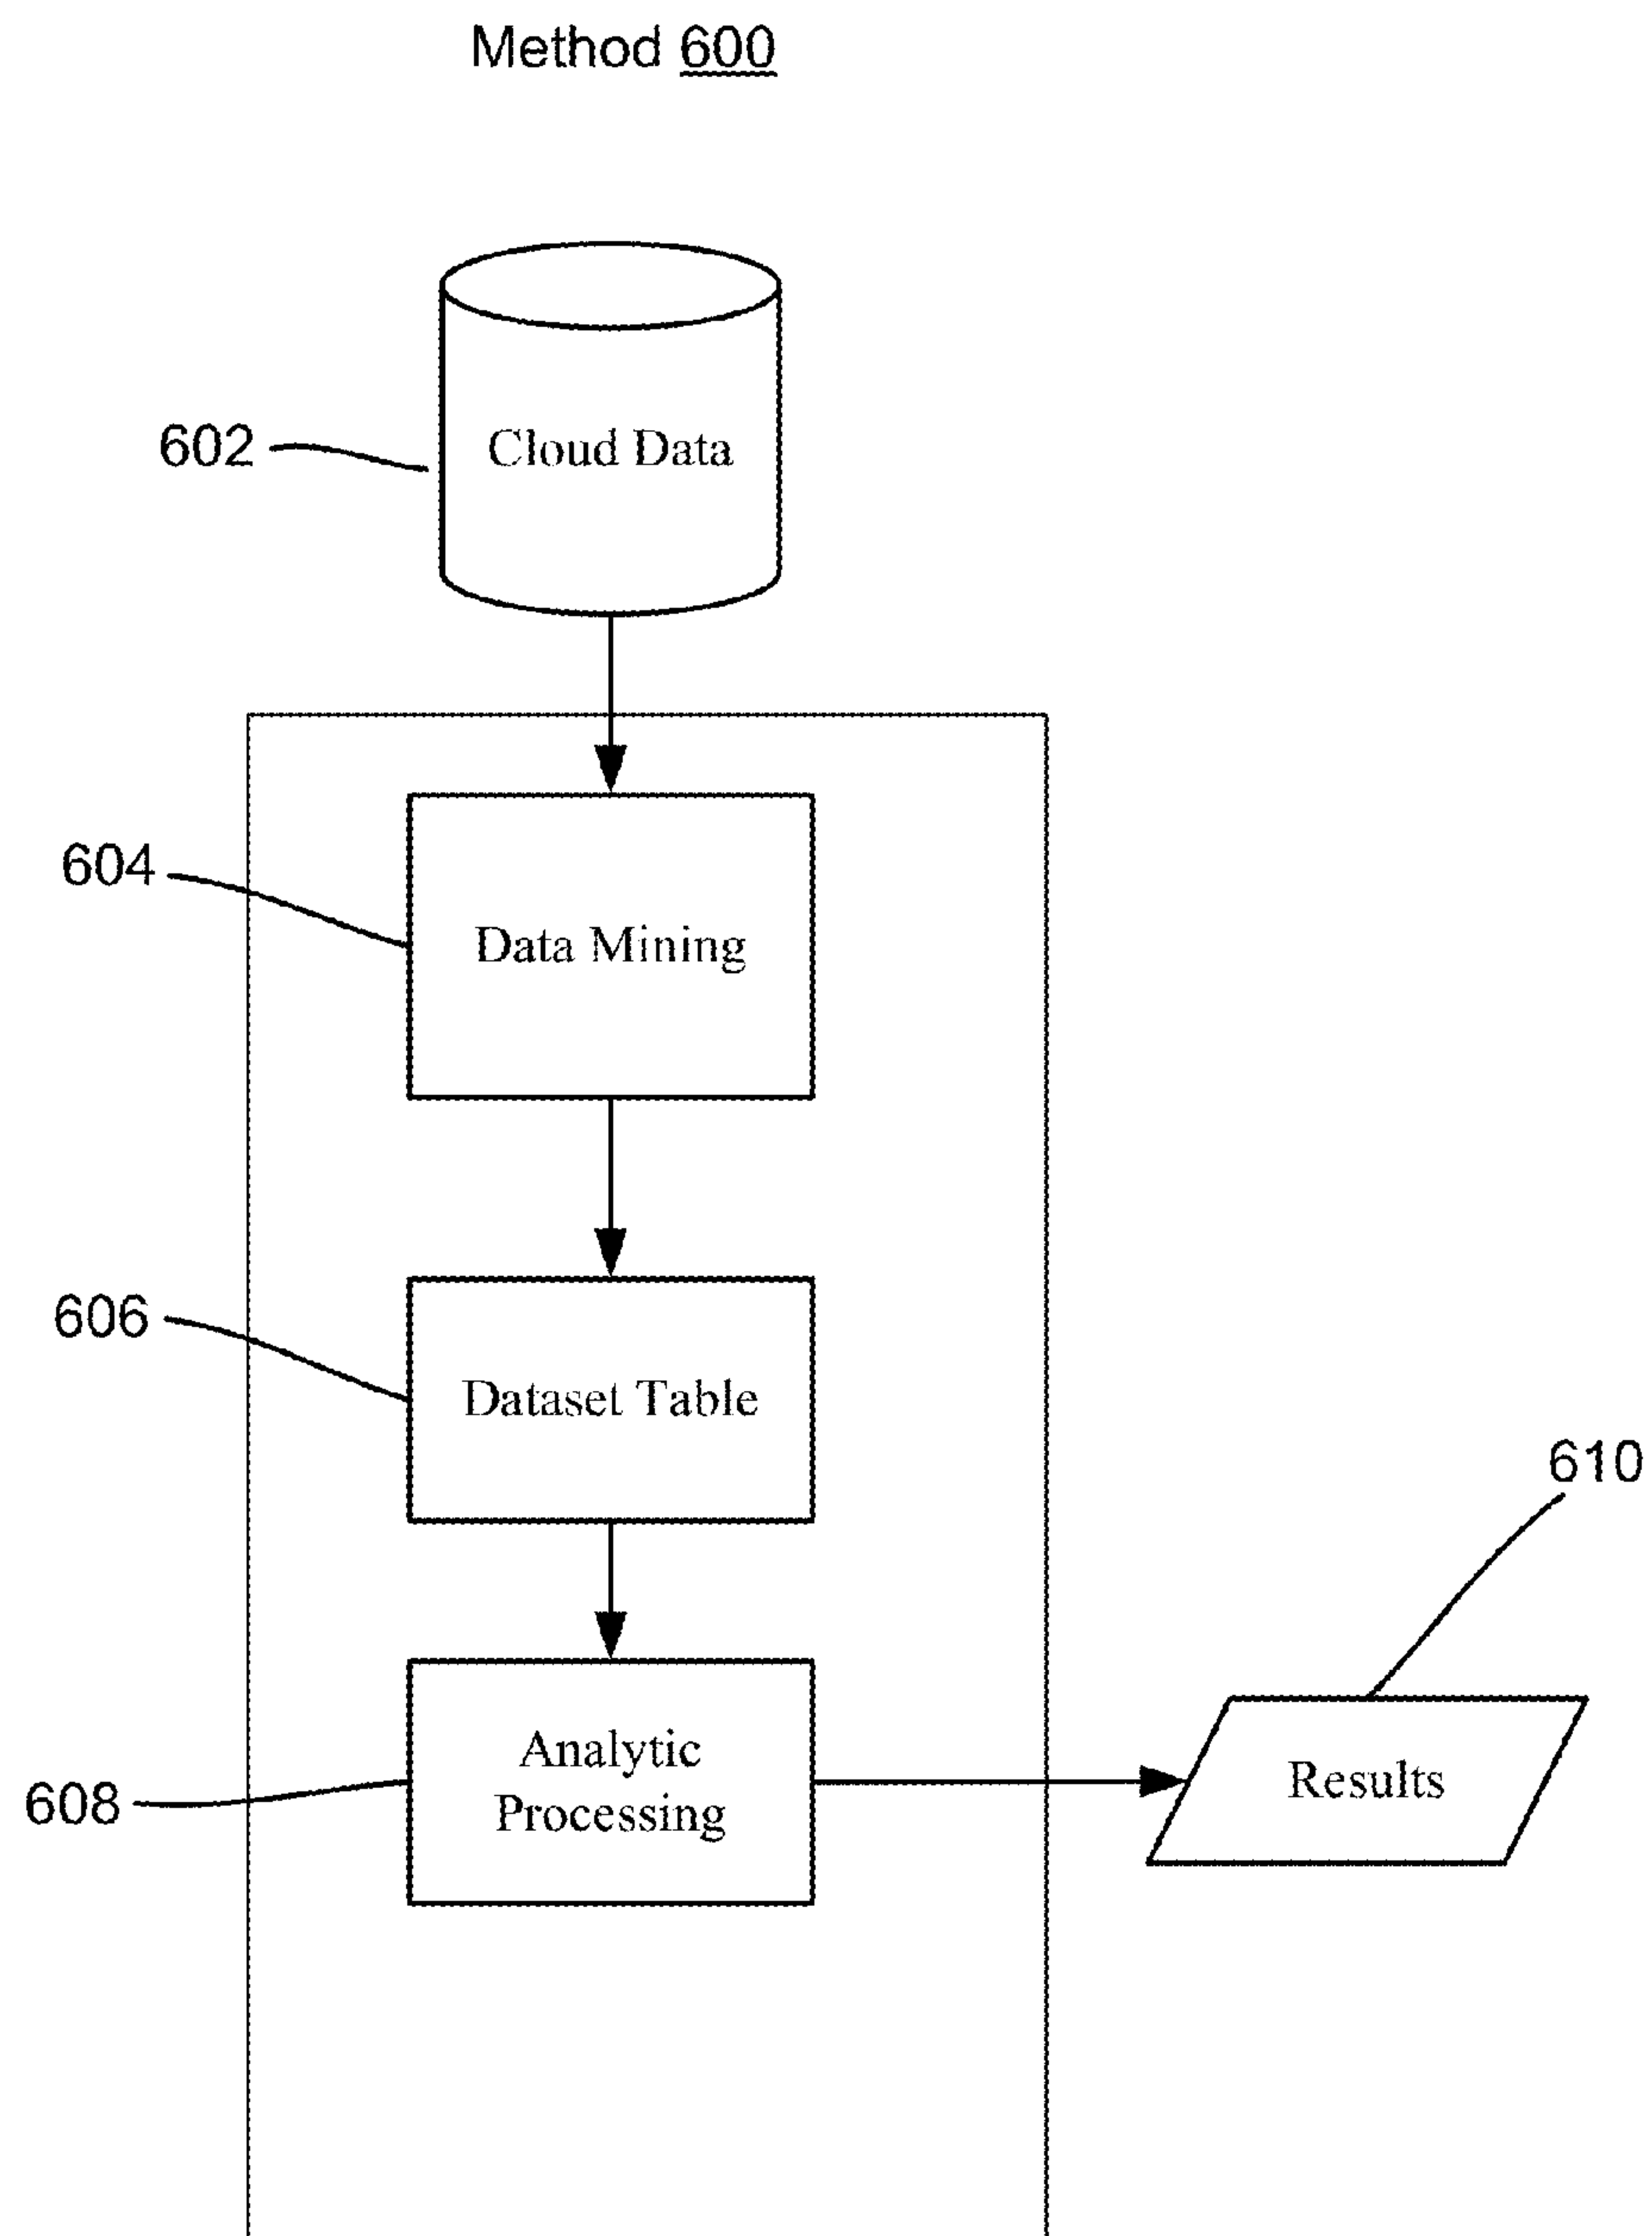 Method 600
Cloud Data
602
604
Data Mining
606
Dataset Table
610
Analytic
Processing
608
Results